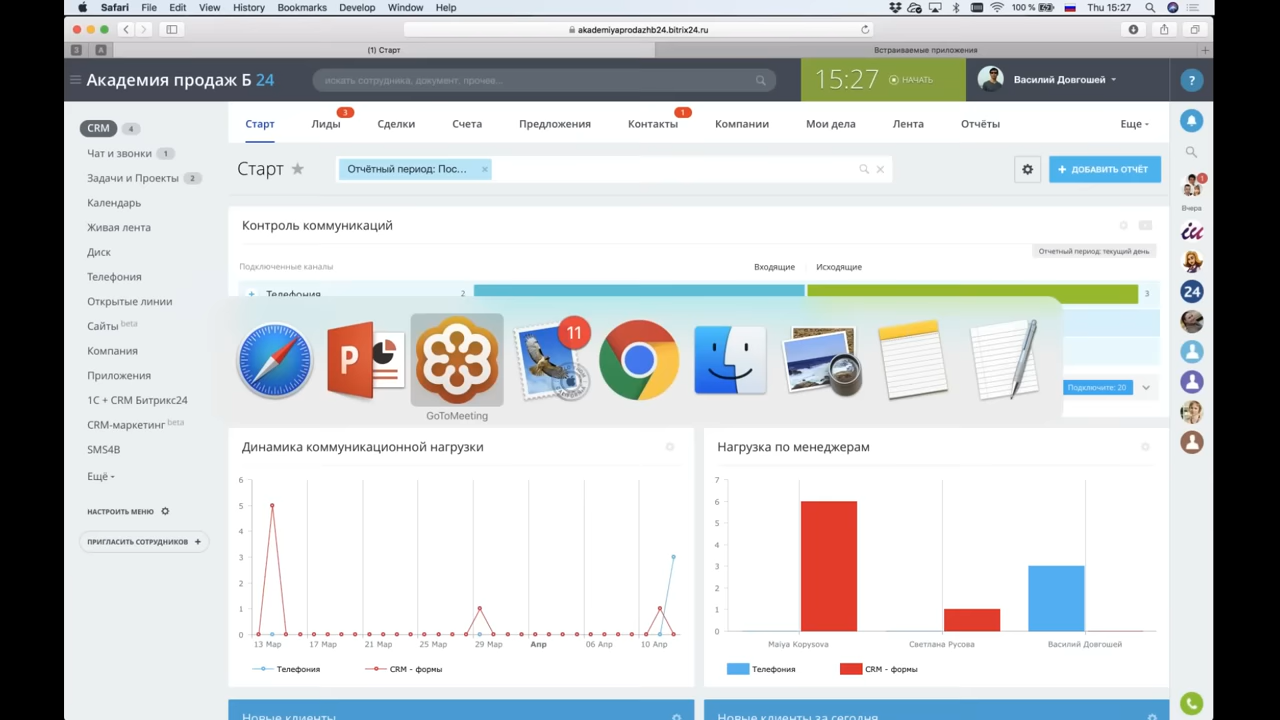 Safari File Edit View History Bookmarks Develop Window Help 100 % Thu 15:27
akademiyaprodazhb24.bitrix24.ru
З А (1) Старт Встраиваемые приложения
Академия продаж Б 24 искать сотрудника, документ, прочее... 15:27 НАЧАТЬ Василий Довгошей ?
CRM 4
Чат и звонки 1
Задачи и Проекты 2
Календарь
Живая лента
Диск
Телефония
Открытые линии
Сайты beta
Компания
Приложения
1С + CRM Битрикс24
CRM-маркетинг beta
SMS4B
Ещё
НАСТРОИТЬ МЕНЮ
ПРИГЛАСИТЬ СОТРУДНИКОВ +
Старт Лиды 3 Сделки Счета Предложения Контакты 1 Компании Мои дела Лента Отчёты Еще
Старт Отчётный период: Пос... ДОБАВИТЬ ОТЧЁТ
Контроль коммуникаций
Отчетный период: текущий день
Подключенные каналы Входящие Исходящие
Телефония 2 3
Подключите: 20
11
GoToMeeting
Динамика коммуникационной нагрузки
6
5
4
3
2
1
0
13 Мар 17 Мар 21 Мар 25 Мар 29 Мар Апр 06 Апр 10 Апр
Телефония CRM - формы
Нагрузка по менеджерам
7
6
5
4
3
2
1
0
Maiya Kopysova Светлана Русова Василий Довгошей
Телефония CRM - формы
Новые клиенты
Новые клиенты за сегодня
1
Вчера
24